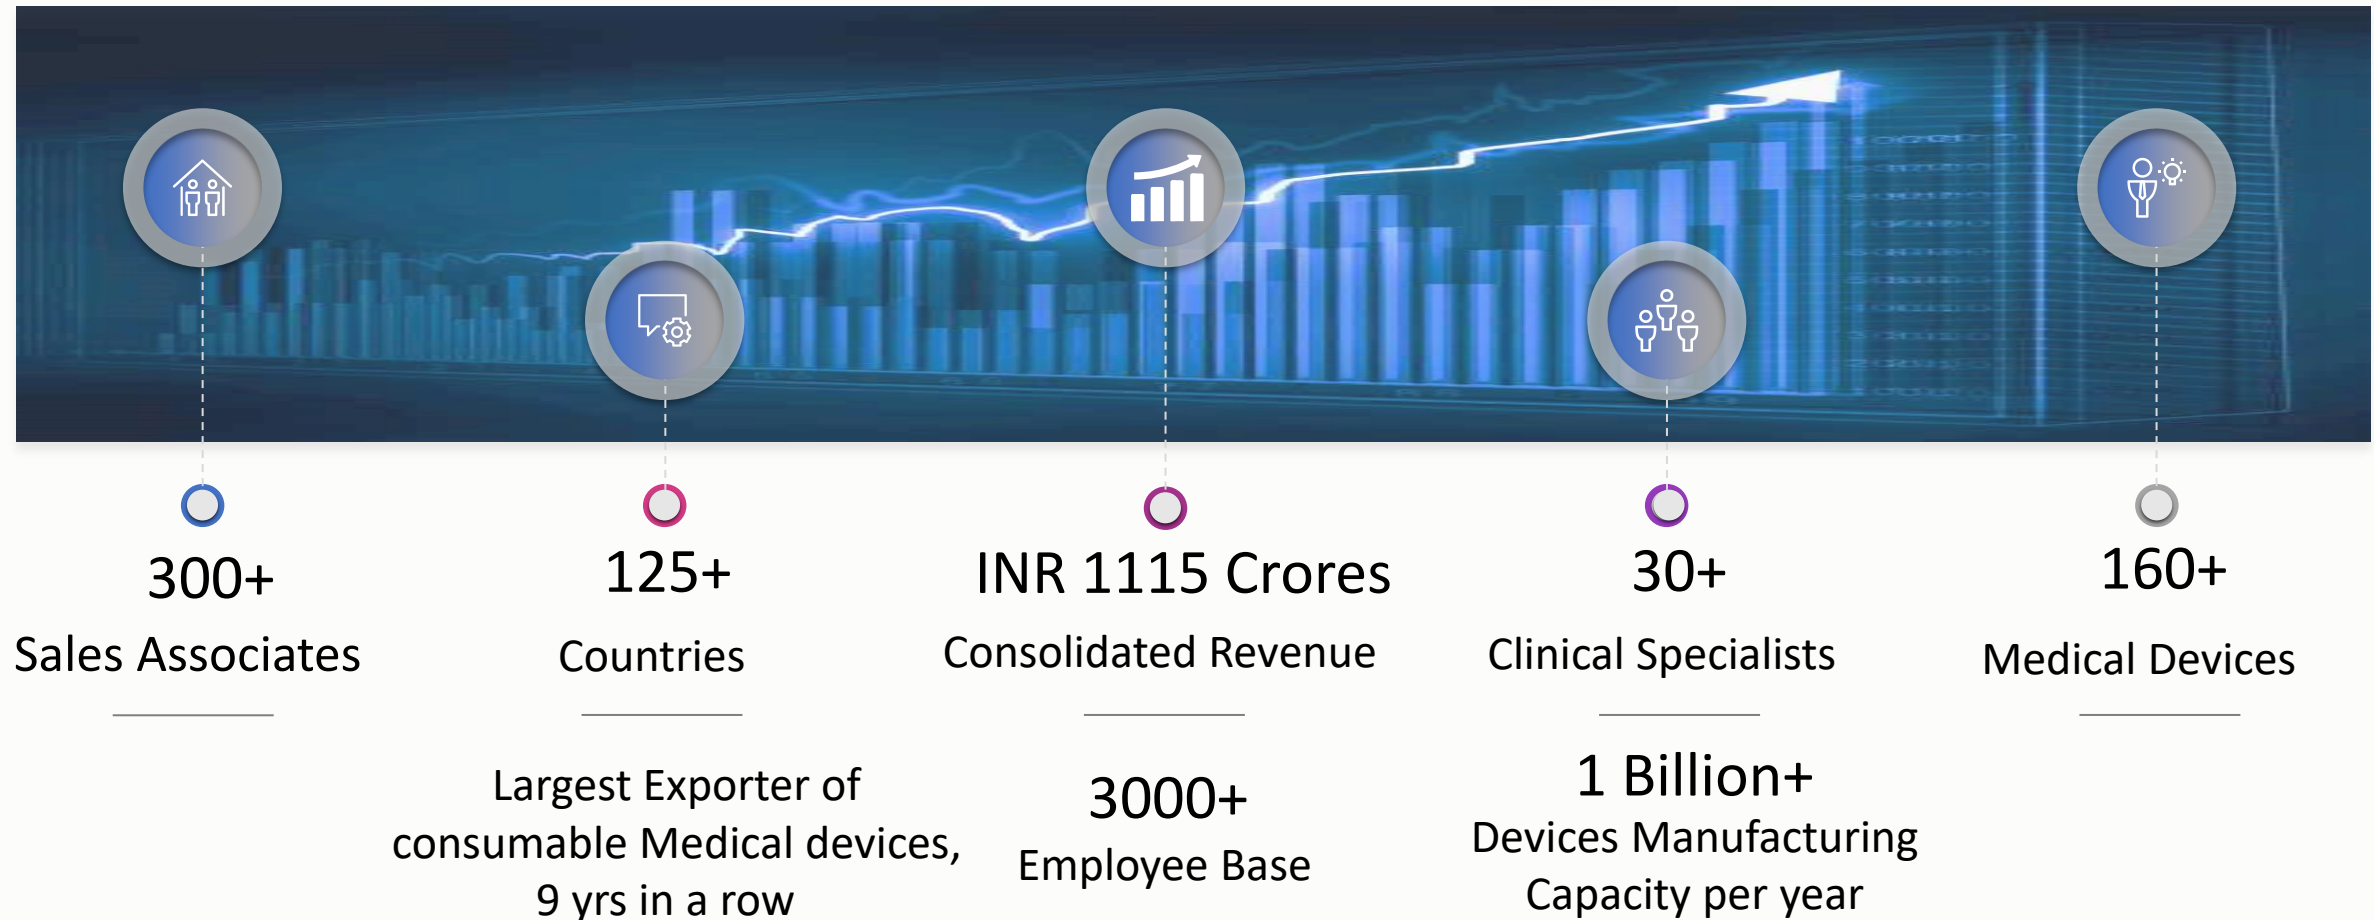 300+
Sales Associates
125+
Countries
Largest Exporter of
consumable Medical devices,
9 yrs in a row
INR 1115 Crores
Consolidated Revenue
3000+
Employee Base
30+
Clinical Specialists
1 Billion+
Devices Manufacturing
Capacity per year
160+
Medical Devices